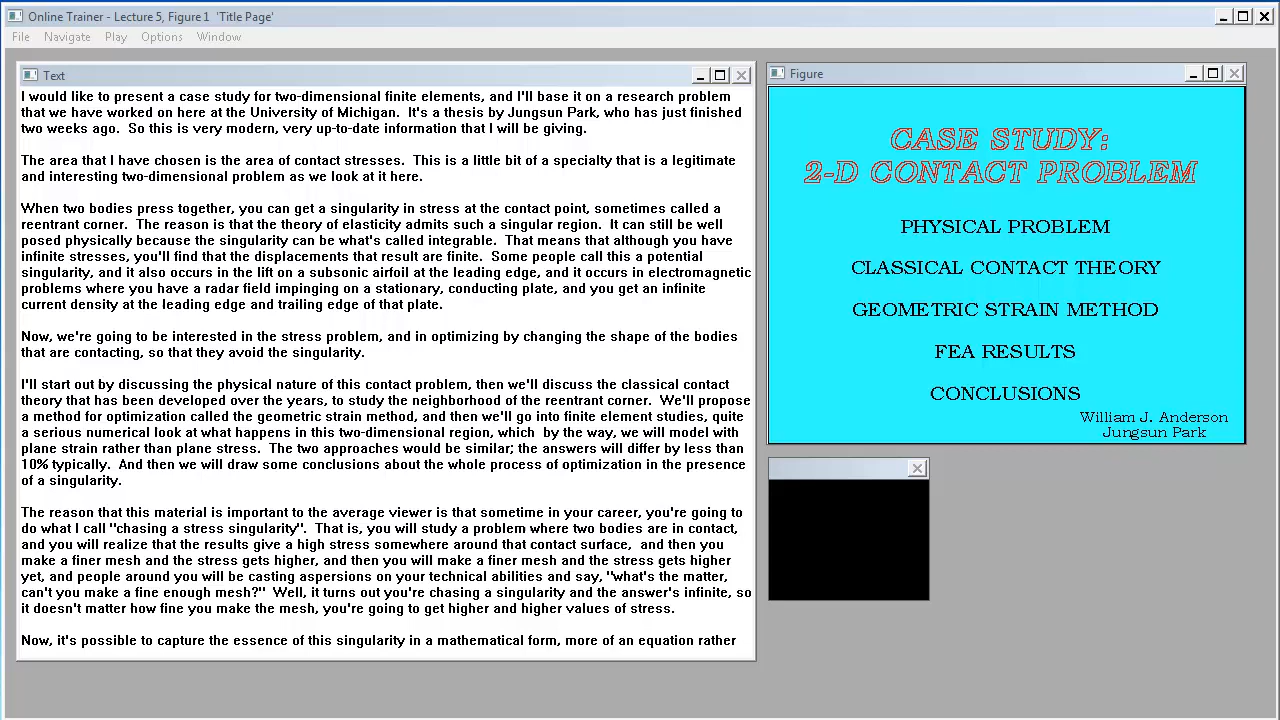 Online Trainer - Lecture 5, Figure 1 'Title Page'
File Navigate Play Options Window
Text
I would like to present a case study for two-dimensional finite elements, and I'll base it on a research problem
that we have worked on here at the University of Michigan. It's a thesis by Jungsun Park, who has just finished
two weeks ago. So this is very modern, very up-to-date information that I will be giving.
The area that I have chosen is the area of contact stresses. This is a little bit of a specialty that is a legitimate
and interesting two-dimensional problem as we look at it here.
When two bodies press together, you can get a singularity in stress at the contact point, sometimes called a
reentrant corner. The reason is that the theory of elasticity admits such a singular region. It can still be well
posed physically because the singularity can be what's called integrable. That means that although you have
infinite stresses, you'll find that the displacements that result are finite. Some people call this a potential
singularity, and it also occurs in the lift on a subsonic airfoil at the leading edge, and it occurs in electromagnetic
problems where you have a radar field impinging on a stationary, conducting plate, and you get an infinite
current density at the leading edge and trailing edge of that plate.
Now, we're going to be interested in the stress problem, and in optimizing by changing the shape of the bodies
that are contacting, so that they avoid the singularity.
I'll start out by discussing the physical nature of this contact problem, then we'll discuss the classical contact
theory that has been developed over the years, to study the neighborhood of the reentrant corner. We'll propose
a method for optimization called the geometric strain method, and then we'll go into finite element studies, quite
a serious numerical look at what happens in this two-dimensional region, which by the way, we will model with
plane strain rather than plane stress. The two approaches would be similar; the answers will differ by less than
10% typically. And then we will draw some conclusions about the whole process of optimization in the presence
of a singularity.
The reason that this material is important to the average viewer is that sometime in your career, you're going to
do what I call "chasing a stress singularity". That is, you will study a problem where two bodies are in contact,
and you will realize that the results give a high stress somewhere around that contact surface, and then you
make a finer mesh and the stress gets higher, and then you will make a finer mesh and the stress gets higher
yet, and people around you will be casting aspersions on your technical abilities and say, "what's the matter,
can't you make a fine enough mesh?" Well, it turns out you're chasing a singularity and the answer's infinite, so
it doesn't matter how fine you make the mesh, you're going to get higher and higher values of stress.
Now, it's possible to capture the essence of this singularity in a mathematical form, more of an equation rather
Figure
CASE STUDY:
2-D CONTACT PROBLEM
PHYSICAL PROBLEM
CLASSICAL CONTACT THEORY
GEOMETRIC STRAIN METHOD
FEA RESULTS
CONCLUSIONS
William J. Anderson
Jungsun Park